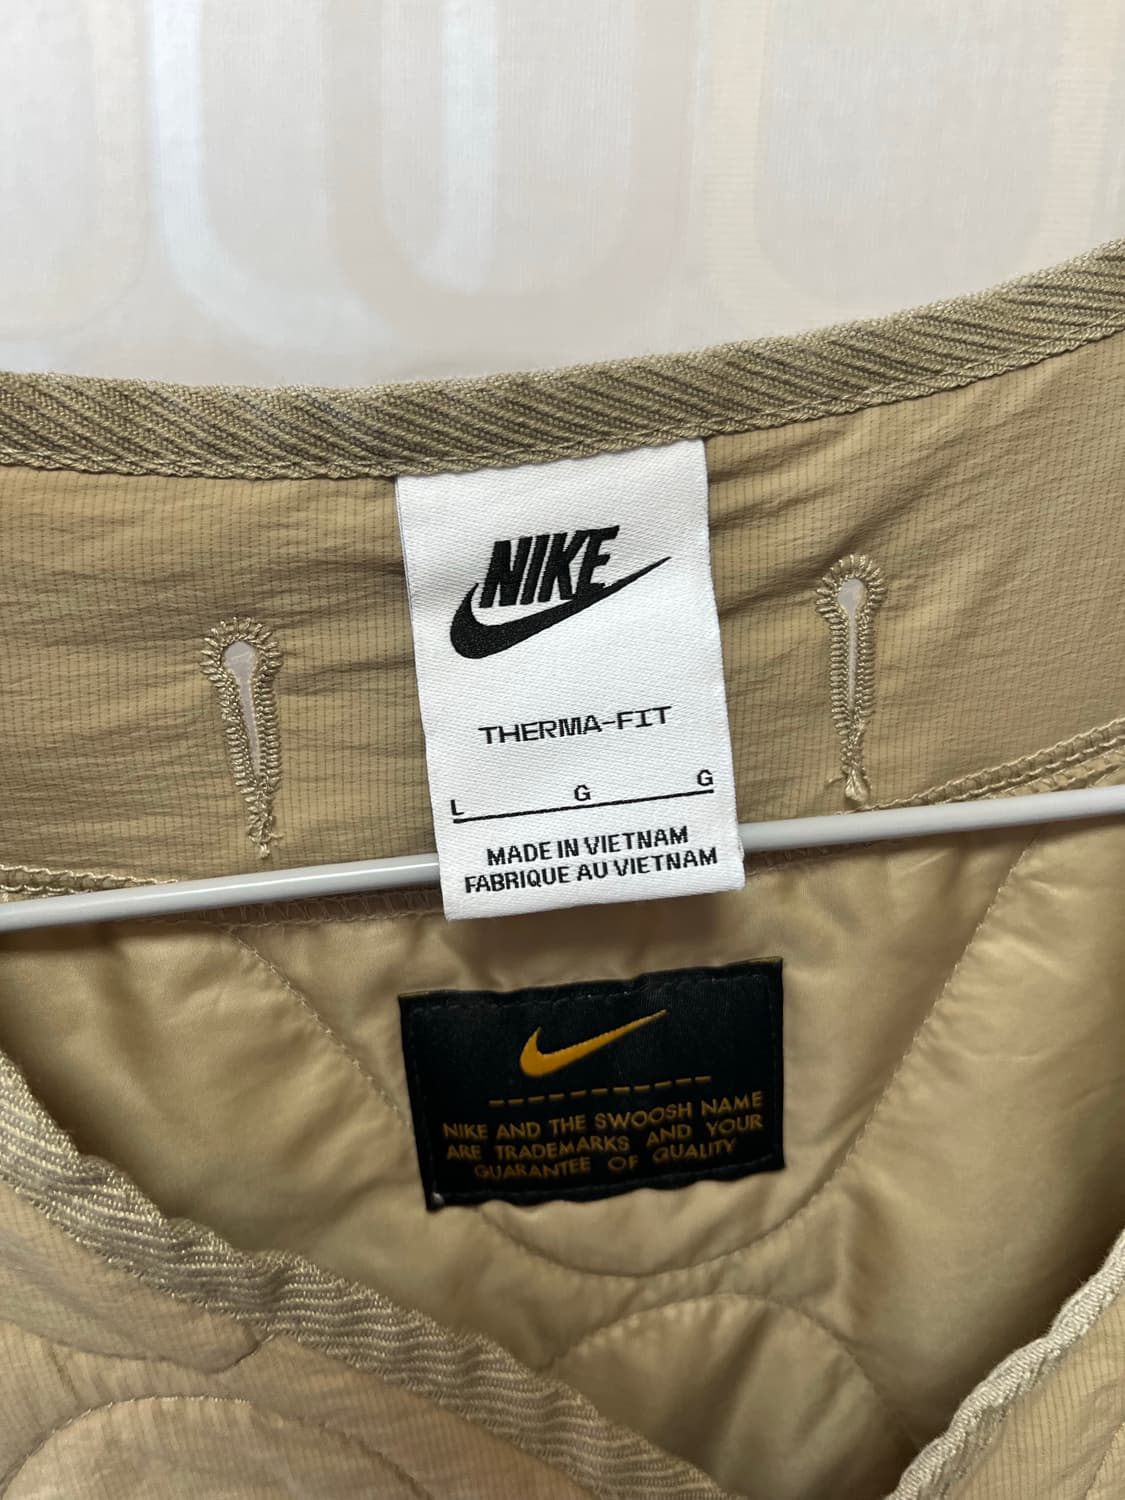 NIKE
THERMA-FIT
L G G
MADE IN VIETNAM
FABRIQUE AU VIETNAM
NIKE AND THE SWOOSH NAME
ARE TRADEMARKS AND YOUR
GUARANTEE OF QUALITY